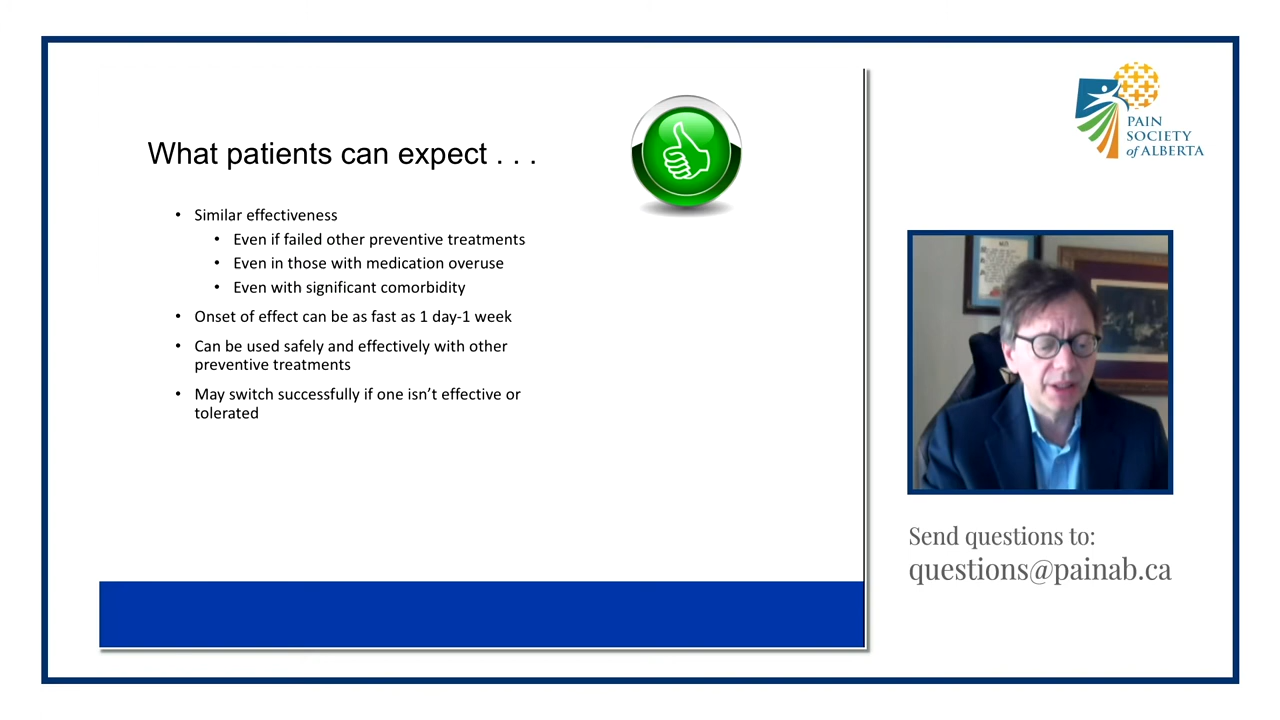 What patients can expect . . .
• Similar effectiveness
• Even if failed other preventive treatments
• Even in those with medication overuse
• Even with significant comorbidity
• Onset of effect can be as fast as 1 day-1 week
• Can be used safely and effectively with other
preventive treatments
• May switch successfully if one isn’t effective or
tolerated
PAIN
SOCIETY
of ALBERTA
Send questions to:
questions@painab.ca